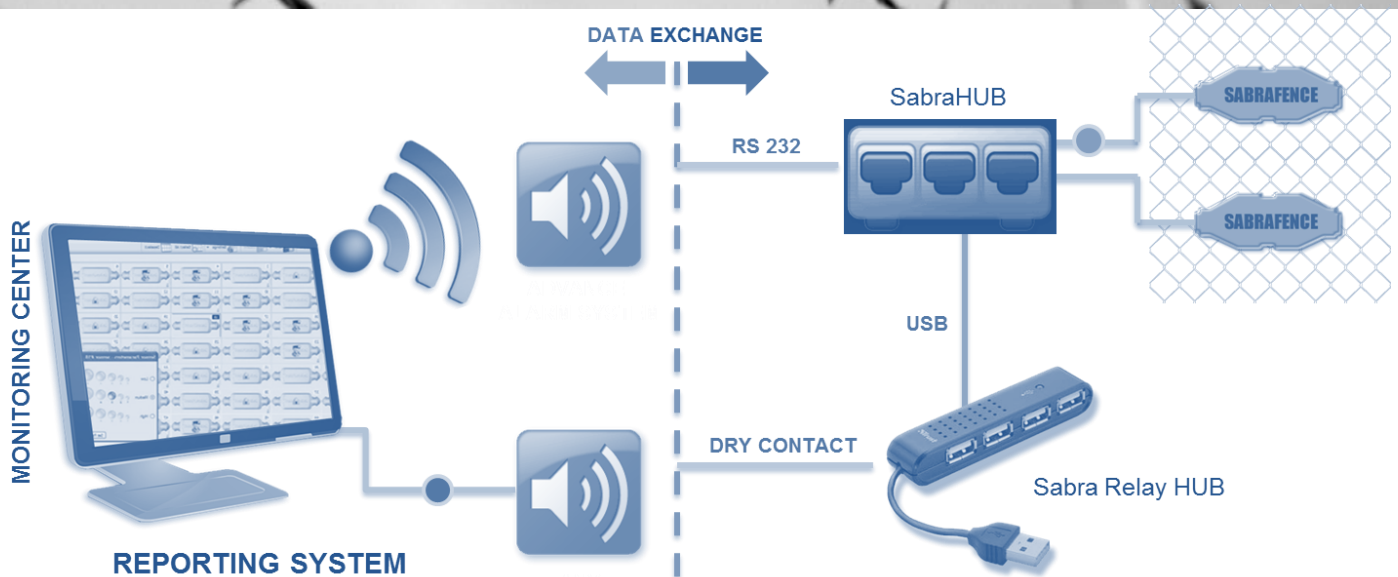 DATA EXCHANGE
SabraHUB
SABRAFENCE
RS 232
SABRAFENCE
MONITORING CENTER
USB
DRY CONTACT
Sabra Relay HUB
REPORTING SYSTEM